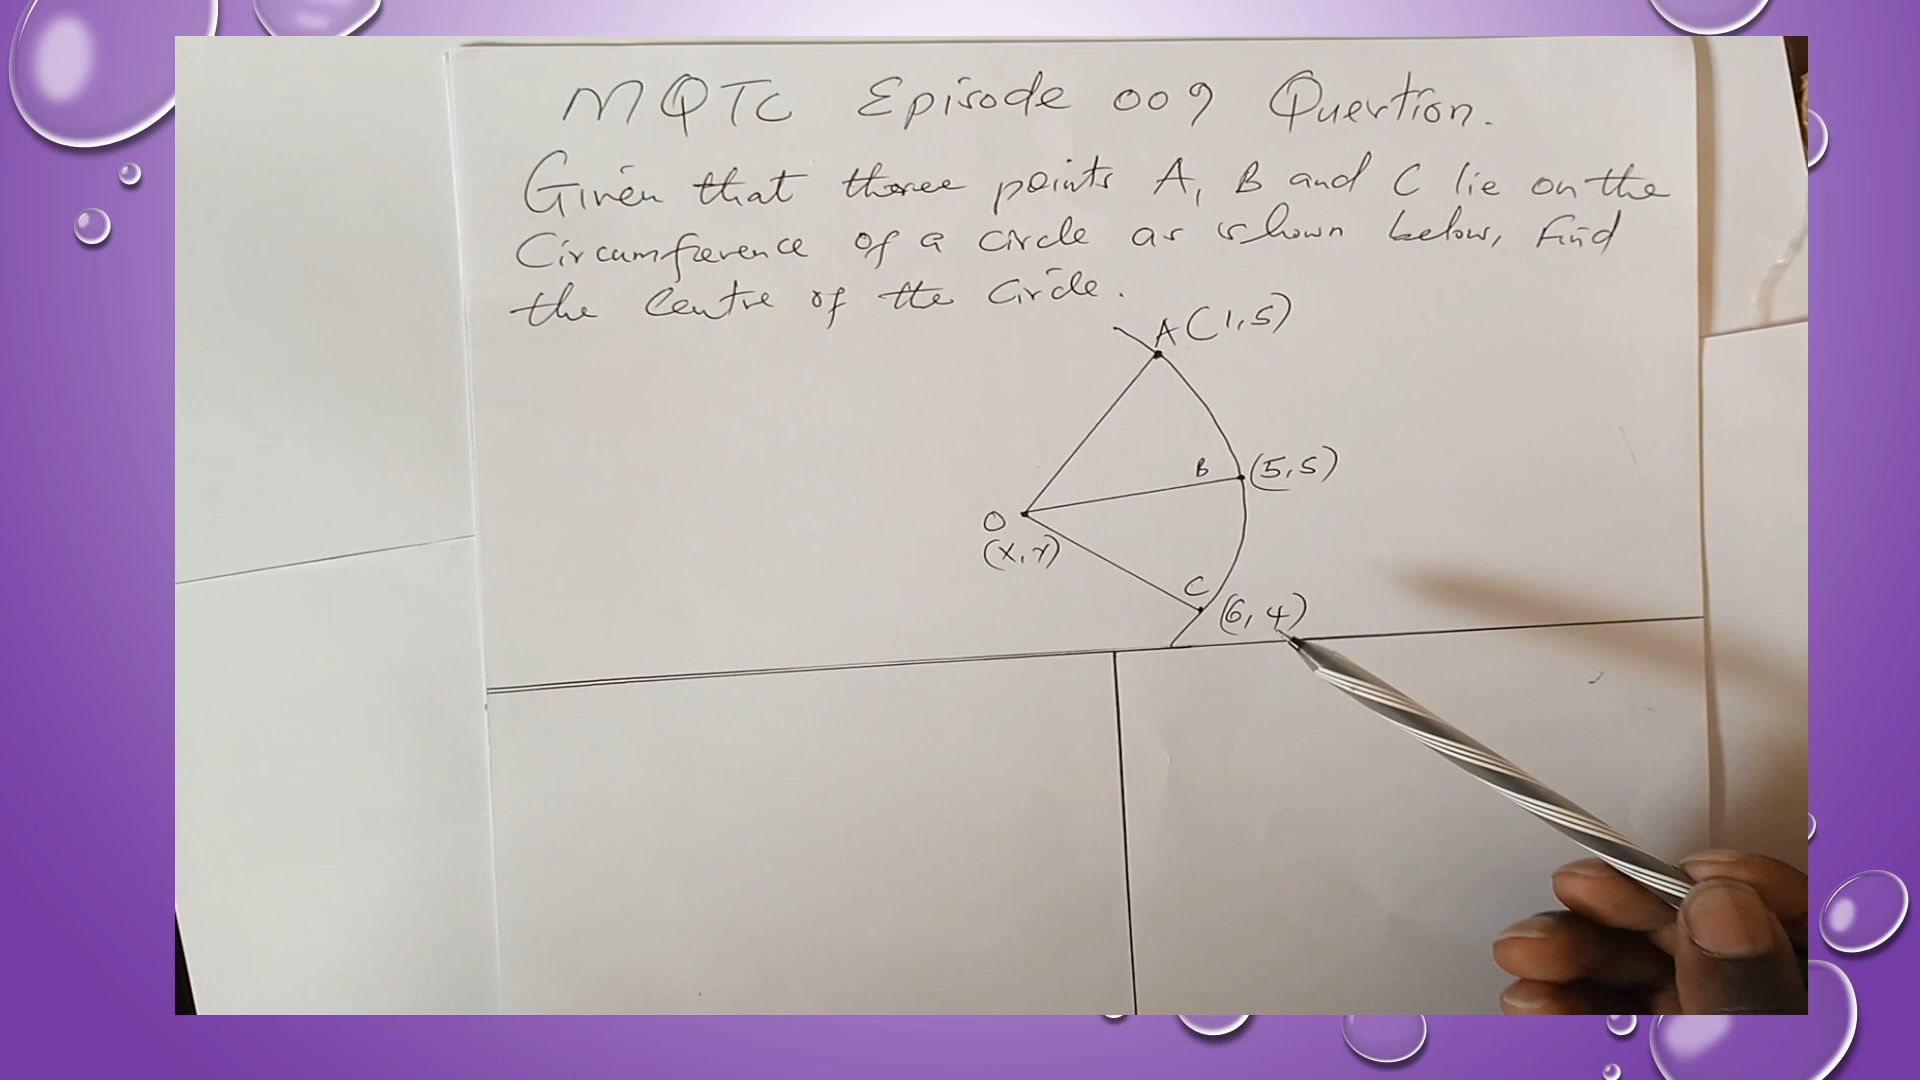 MQTC Episode 009 Question.
Given that three points A, B and C lie on the
Circumference of a circle as shown below, find
the centre of the circle.
A(1,5)
B (5,5)
O
(x,y)
C
(6,4)